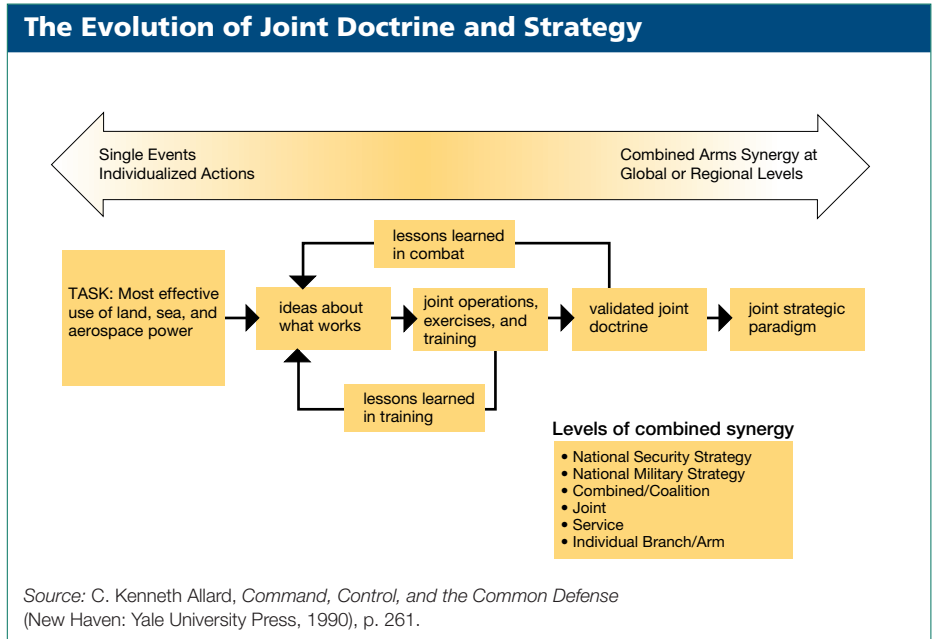 The Evolution of Joint Doctrine and Strategy
Single Events
Individualized Actions
Combined Arms Synergy at
Global or Regional Levels
lessons learned
in combat
TASK: Most effective
use of land, sea, and
aerospace power
ideas about
what works
joint operations,
exercises, and
training
validated joint
doctrine
joint strategic
paradigm
lessons learned
in training
Levels of combined synergy
• National Security Strategy
• National Military Strategy
• Combined/Coalition
• Joint
• Service
• Individual Branch/Arm
Source: C. Kenneth Allard, Command, Control, and the Common Defense
(New Haven: Yale University Press, 1990), p. 261.